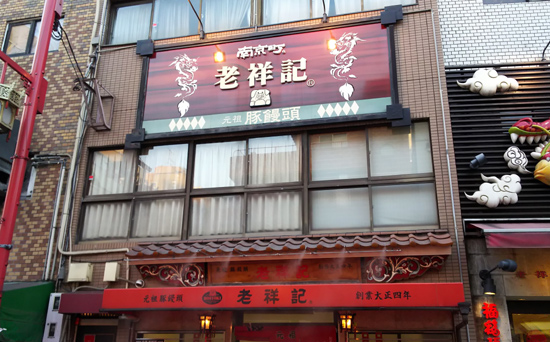 南京町
老祥記®
元祖 豚饅頭
元祖豚饅頭 老祥記 創業大正四年